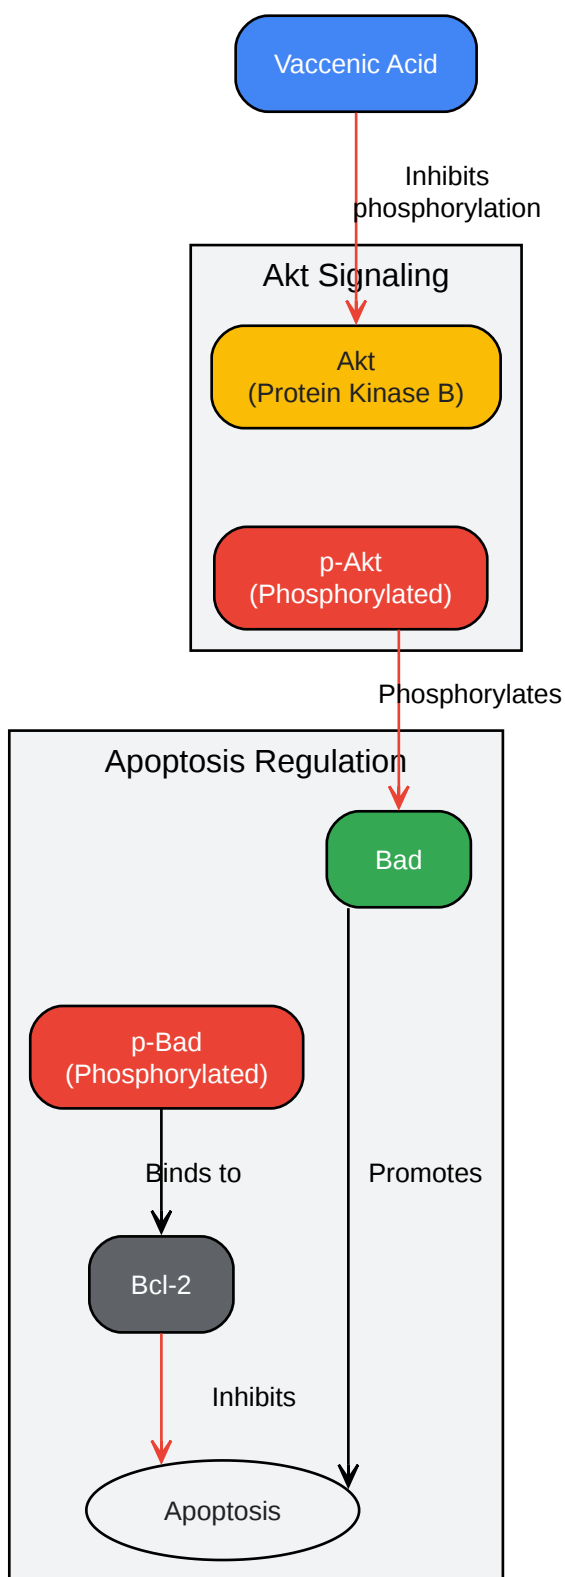 Vaccenic Acid
Inhibits
phosphorylation
Akt Signaling
Akt
(Protein Kinase B)
p-Akt
(Phosphorylated)
Phosphorylates
Apoptosis Regulation
Bad
p-Bad
(Phosphorylated)
Binds to
Promotes
Bcl-2
Inhibits
Apoptosis